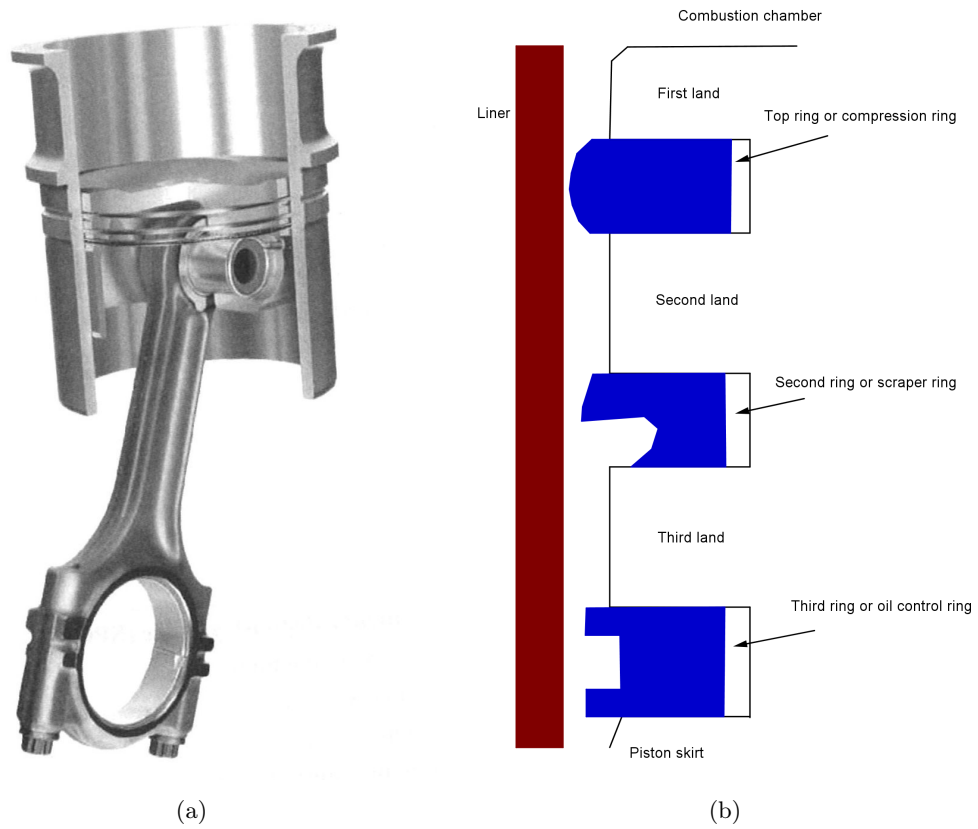 Combustion chamber
First land
Liner
Top ring or compression ring
Second land
Second ring or scraper ring
Third land
Third ring or oil control ring
Piston skirt
(a)
(b)